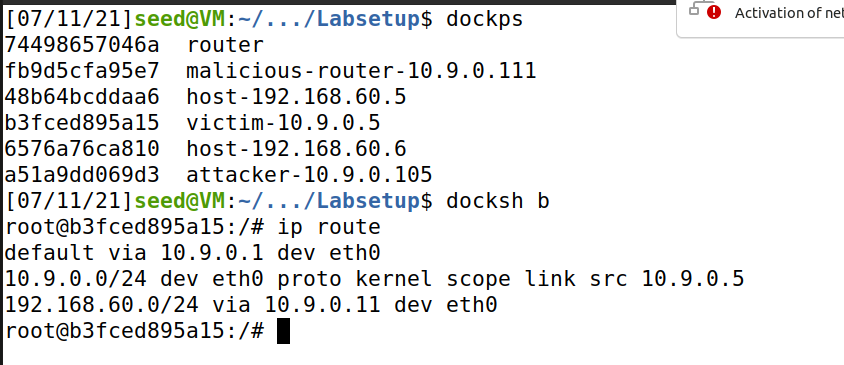 [07/11/21]seed@VM:~/.../Labsetup$ dockps
74498657046a  router
fb9d5cfa95e7  malicious-router-10.9.0.111
48b64bcddaa6  host-192.168.60.5
b3fced895a15  victim-10.9.0.5
6576a76ca810  host-192.168.60.6
a51a9dd069d3  attacker-10.9.0.105
[07/11/21]seed@VM:~/.../Labsetup$ docksh b
root@b3fced895a15:/# ip route
default via 10.9.0.1 dev eth0
10.9.0.0/24 dev eth0 proto kernel scope link src 10.9.0.5
192.168.60.0/24 via 10.9.0.11 dev eth0
root@b3fced895a15:/#
Activation of